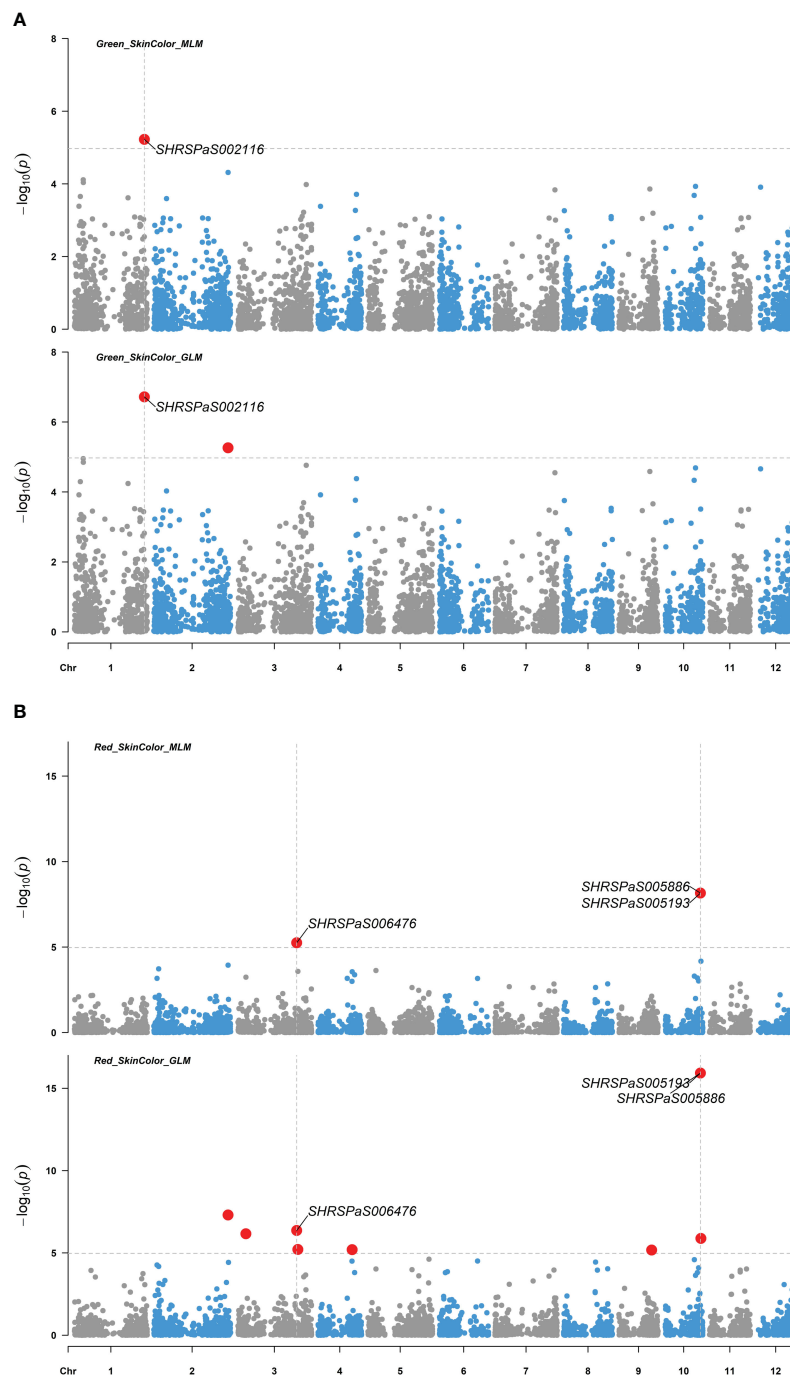 A
Green_SkinColor_MLM
8
6
4
2
0
−log₁₀(p)
SHRSPaS002116
Green_SkinColor_GLM
8
6
4
2
0
−log₁₀(p)
SHRSPaS002116
Chr 1 2 3 4 5 6 7 8 9 10 11 12
B
Red_SkinColor_MLM
15
10
5
0
−log₁₀(p)
SHRSPaS005886
SHRSPaS005193
SHRSPaS006476
Red_SkinColor_GLM
15
10
5
0
−log₁₀(p)
SHRSPaS005193
SHRSPaS005886
SHRSPaS006476
Chr 1 2 3 4 5 6 7 8 9 10 11 12